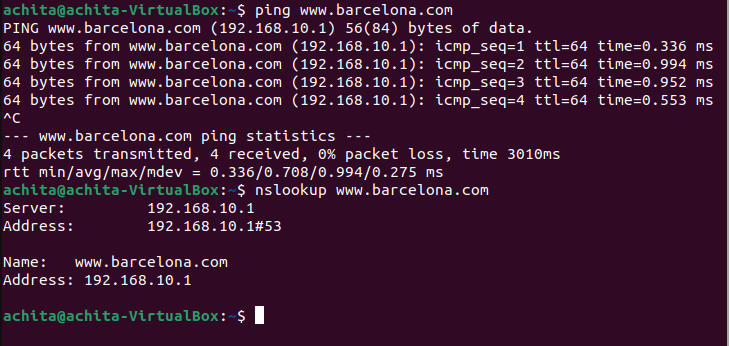 achita@achita-VirtualBox:~$ ping www.barcelona.com
PING www.barcelona.com (192.168.10.1) 56(84) bytes of data.
64 bytes from www.barcelona.com (192.168.10.1): icmp_seq=1 ttl=64 time=0.336 ms
64 bytes from www.barcelona.com (192.168.10.1): icmp_seq=2 ttl=64 time=0.994 ms
64 bytes from www.barcelona.com (192.168.10.1): icmp_seq=3 ttl=64 time=0.952 ms
64 bytes from www.barcelona.com (192.168.10.1): icmp_seq=4 ttl=64 time=0.553 ms
^C
--- www.barcelona.com ping statistics ---
4 packets transmitted, 4 received, 0% packet loss, time 3010ms
rtt min/avg/max/mdev = 0.336/0.708/0.994/0.275 ms
achita@achita-VirtualBox:~$ nslookup www.barcelona.com
Server:         192.168.10.1
Address:        192.168.10.1#53

Name:   www.barcelona.com
Address: 192.168.10.1

achita@achita-VirtualBox:~$